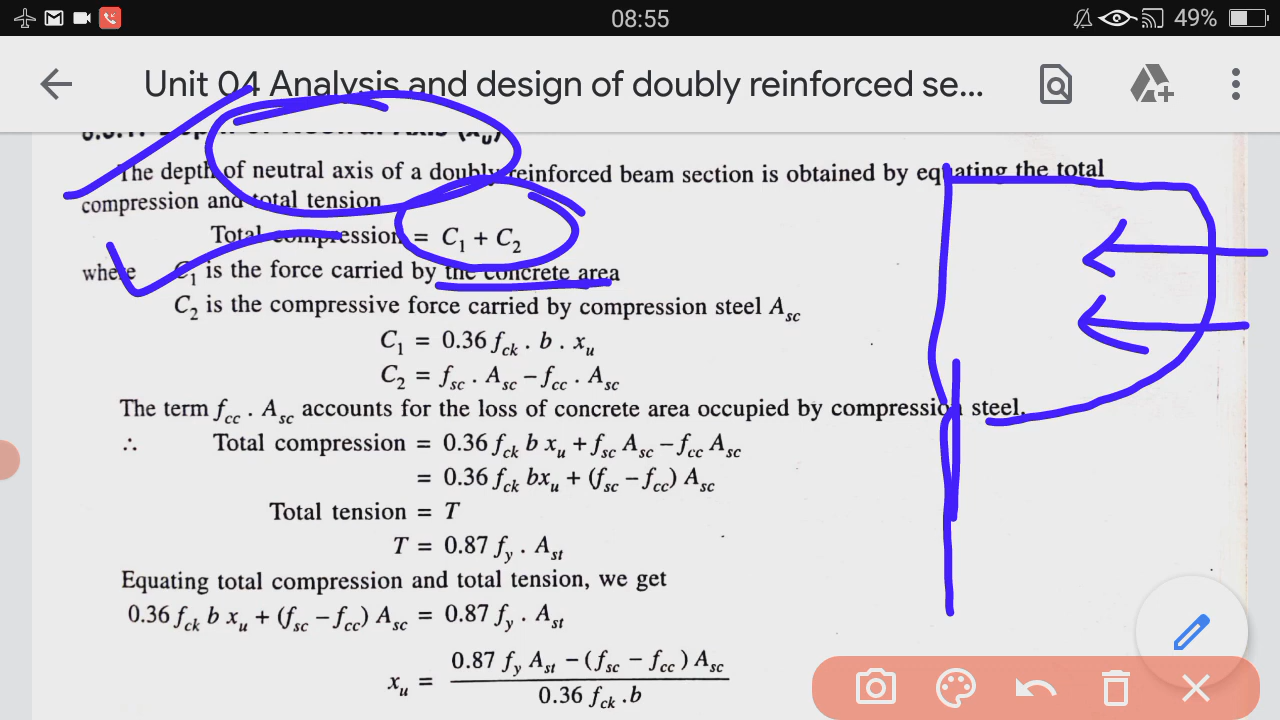 08:55
49%
Unit 04 Analysis and design of doubly reinforced se...
Depth of Neutral Axis (x_u)
The depth of neutral axis of a doubly reinforced beam section is obtained by equating the total
compression and total tension
Total compression = C₁ + C₂
where C₁ is the force carried by the concrete area
C₂ is the compressive force carried by compression steel A_sc
C₁ = 0.36 f_ck . b . x_u
C₂ = f_sc . A_sc – f_cc . A_sc
The term f_cc . A_sc accounts for the loss of concrete area occupied by compression steel.
∴ Total compression = 0.36 f_ck b x_u + f_sc A_sc – f_cc A_sc
= 0.36 f_ck bx_u + (f_sc – f_cc) A_sc
Total tension = T
T = 0.87 f_y . A_st
Equating total compression and total tension, we get
0.36 f_ck b x_u + (f_sc – f_cc) A_sc = 0.87 f_y . A_st
x_u = 0.87 f_y A_st – (f_sc – f_cc) A_sc
0.36 f_ck .b